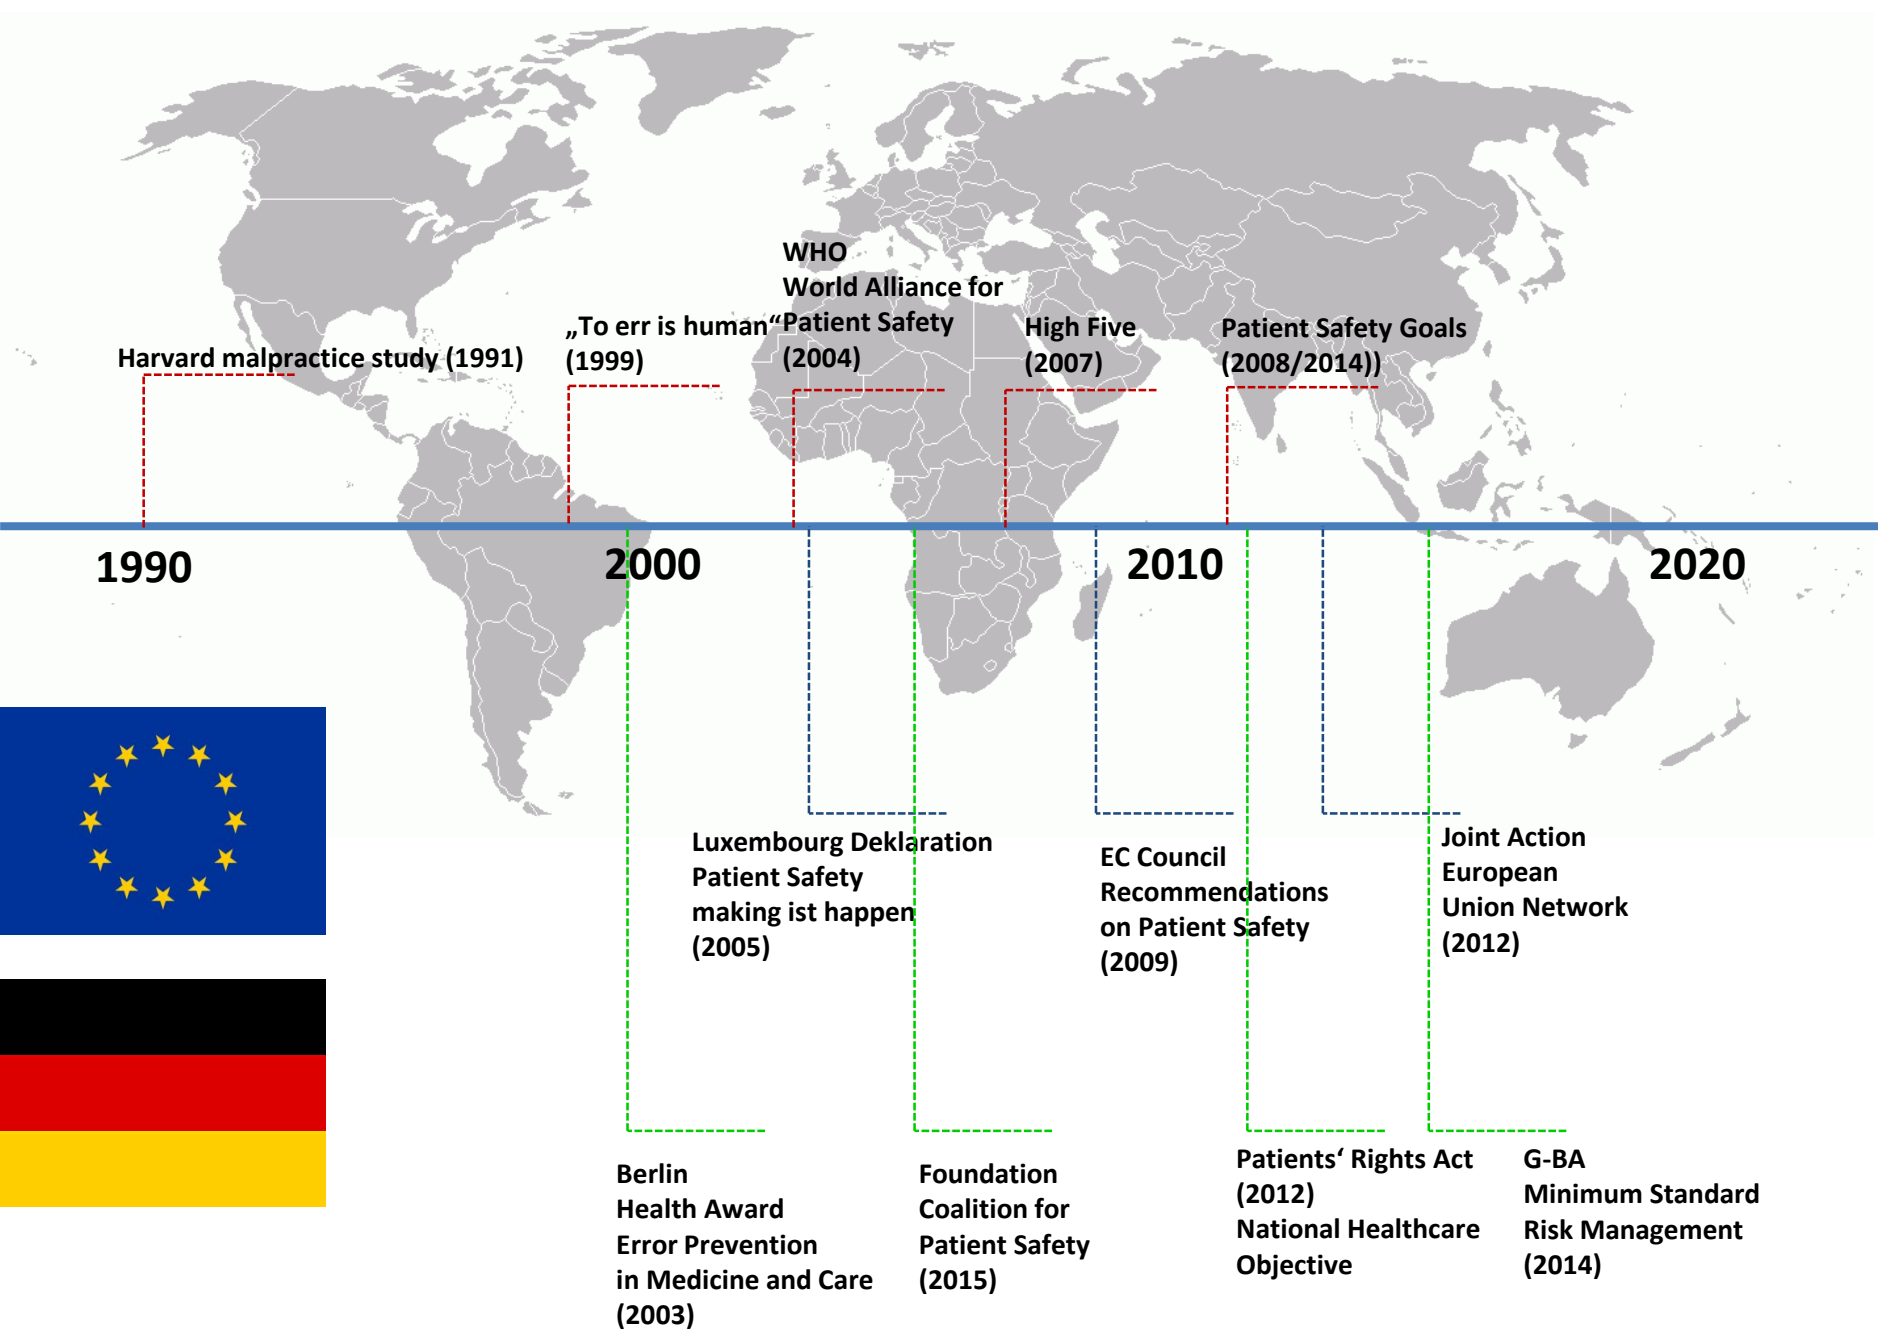 WHO
World Alliance for
Patient Safety
(2004)
„To err is human“
(1999)
High Five
(2007)
Patient Safety Goals
(2008/2014))
Harvard malpractice study (1991)
1990
2000
2010
2020
Luxembourg Deklaration
Patient Safety
making ist happen
(2005)
EC Council
Recommendations
on Patient Safety
(2009)
Joint Action
European
Union Network
(2012)
Berlin
Health Award
Error Prevention
in Medicine and Care
(2003)
Foundation
Coalition for
Patient Safety
(2015)
Patients‘ Rights Act
(2012)
National Healthcare
Objective
G-BA
Minimum Standard
Risk Management
(2014)